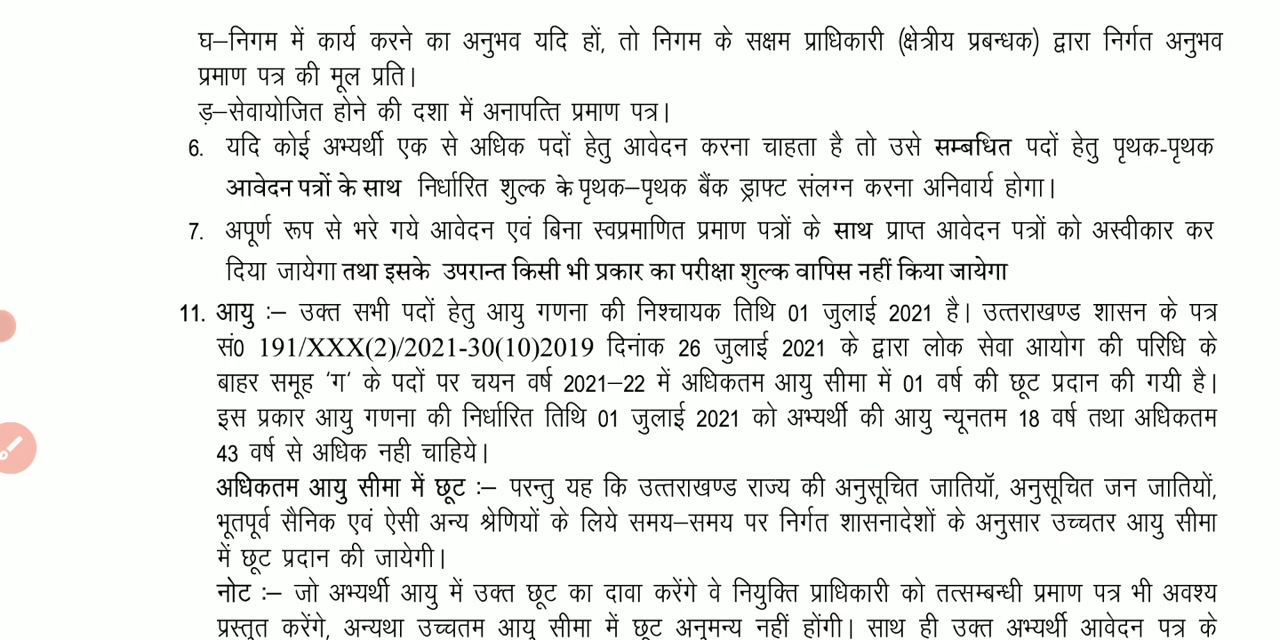 घ–निगम में कार्य करने का अनुभव यदि हों, तो निगम के सक्षम प्राधिकारी (क्षेत्रीय प्रबन्धक) द्वारा निर्गत अनुभव
प्रमाण पत्र की मूल प्रति।
ड़–सेवायोजित होने की दशा में अनापत्ति प्रमाण पत्र।
6. यदि कोई अभ्यर्थी एक से अधिक पदों हेतु आवेदन करना चाहता है तो उसे सम्बधित पदों हेतु पृथक-पृथक
आवेदन पत्रों के साथ निर्धारित शुल्क के पृथक–पृथक बैंक ड्राफ्ट संलग्न करना अनिवार्य होगा।
7. अपूर्ण रूप से भरे गये आवेदन एवं बिना स्वप्रमाणित प्रमाण पत्रों के साथ प्राप्त आवेदन पत्रों को अस्वीकार कर
दिया जायेगा तथा इसके उपरान्त किसी भी प्रकार का परीक्षा शुल्क वापिस नहीं किया जायेगा
11. आयु :– उक्त सभी पदों हेतु आयु गणना की निश्चायक तिथि 01 जुलाई 2021 है। उत्तराखण्ड शासन के पत्र
सं0 191/XXX(2)/2021-30(10)2019 दिनांक 26 जुलाई 2021 के द्वारा लोक सेवा आयोग की परिधि के
बाहर समूह 'ग' के पदों पर चयन वर्ष 2021–22 में अधिकतम आयु सीमा में 01 वर्ष की छूट प्रदान की गयी है।
इस प्रकार आयु गणना की निर्धारित तिथि 01 जुलाई 2021 को अभ्यर्थी की आयु न्यूनतम 18 वर्ष तथा अधिकतम
43 वर्ष से अधिक नही चाहिये।
अधिकतम आयु सीमा में छूट :– परन्तु यह कि उत्तराखण्ड राज्य की अनुसूचित जातियॉ, अनुसूचित जन जातियों,
भूतपूर्व सैनिक एवं ऐसी अन्य श्रेणियों के लिये समय–समय पर निर्गत शासनादेशों के अनुसार उच्चतर आयु सीमा
में छूट प्रदान की जायेगी।
नोट :– जो अभ्यर्थी आयु में उक्त छूट का दावा करेंगे वे नियुक्ति प्राधिकारी को तत्सम्बन्धी प्रमाण पत्र भी अवश्य
प्रस्तुत करेंगे, अन्यथा उच्चतम आयु सीमा में छूट अनुमन्य नहीं होंगी। साथ ही उक्त अभ्यर्थी आवेदन पत्र के